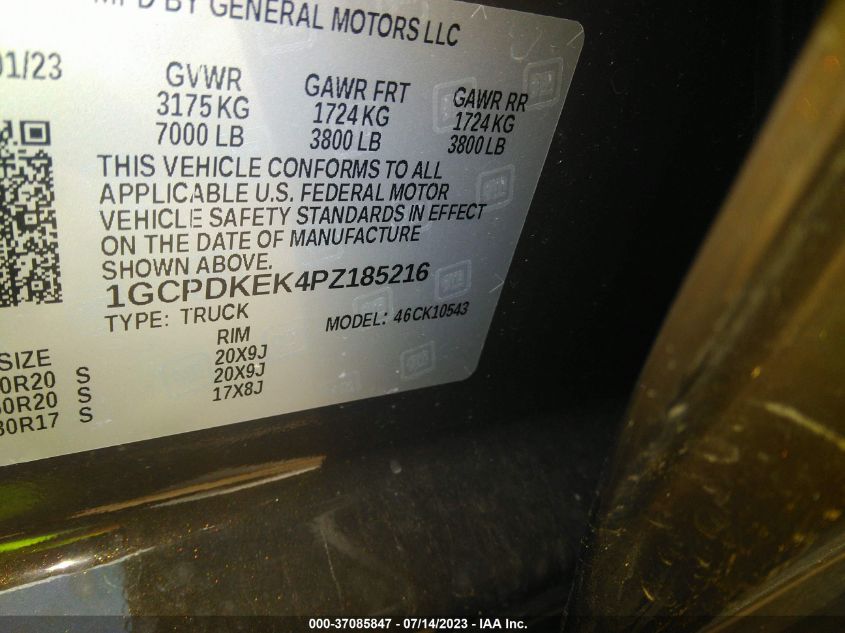 MFD BY GENERAL MOTORS LLC
01/23
GVWR GAWR FRT GAWR RR
3175 KG 1724 KG 1724 KG
7000 LB 3800 LB 3800 LB
THIS VEHICLE CONFORMS TO ALL
APPLICABLE U.S. FEDERAL MOTOR
VEHICLE SAFETY STANDARDS IN EFFECT
ON THE DATE OF MANUFACTURE
SHOWN ABOVE.
1GCPDKEK4PZ185216
TYPE: TRUCK MODEL: 46CK10543
SIZE RIM
0R20 S 20X9J
60R20 S 20X9J
80R17 S 17X8J
000-37085847 - 07/14/2023 - IAA Inc.